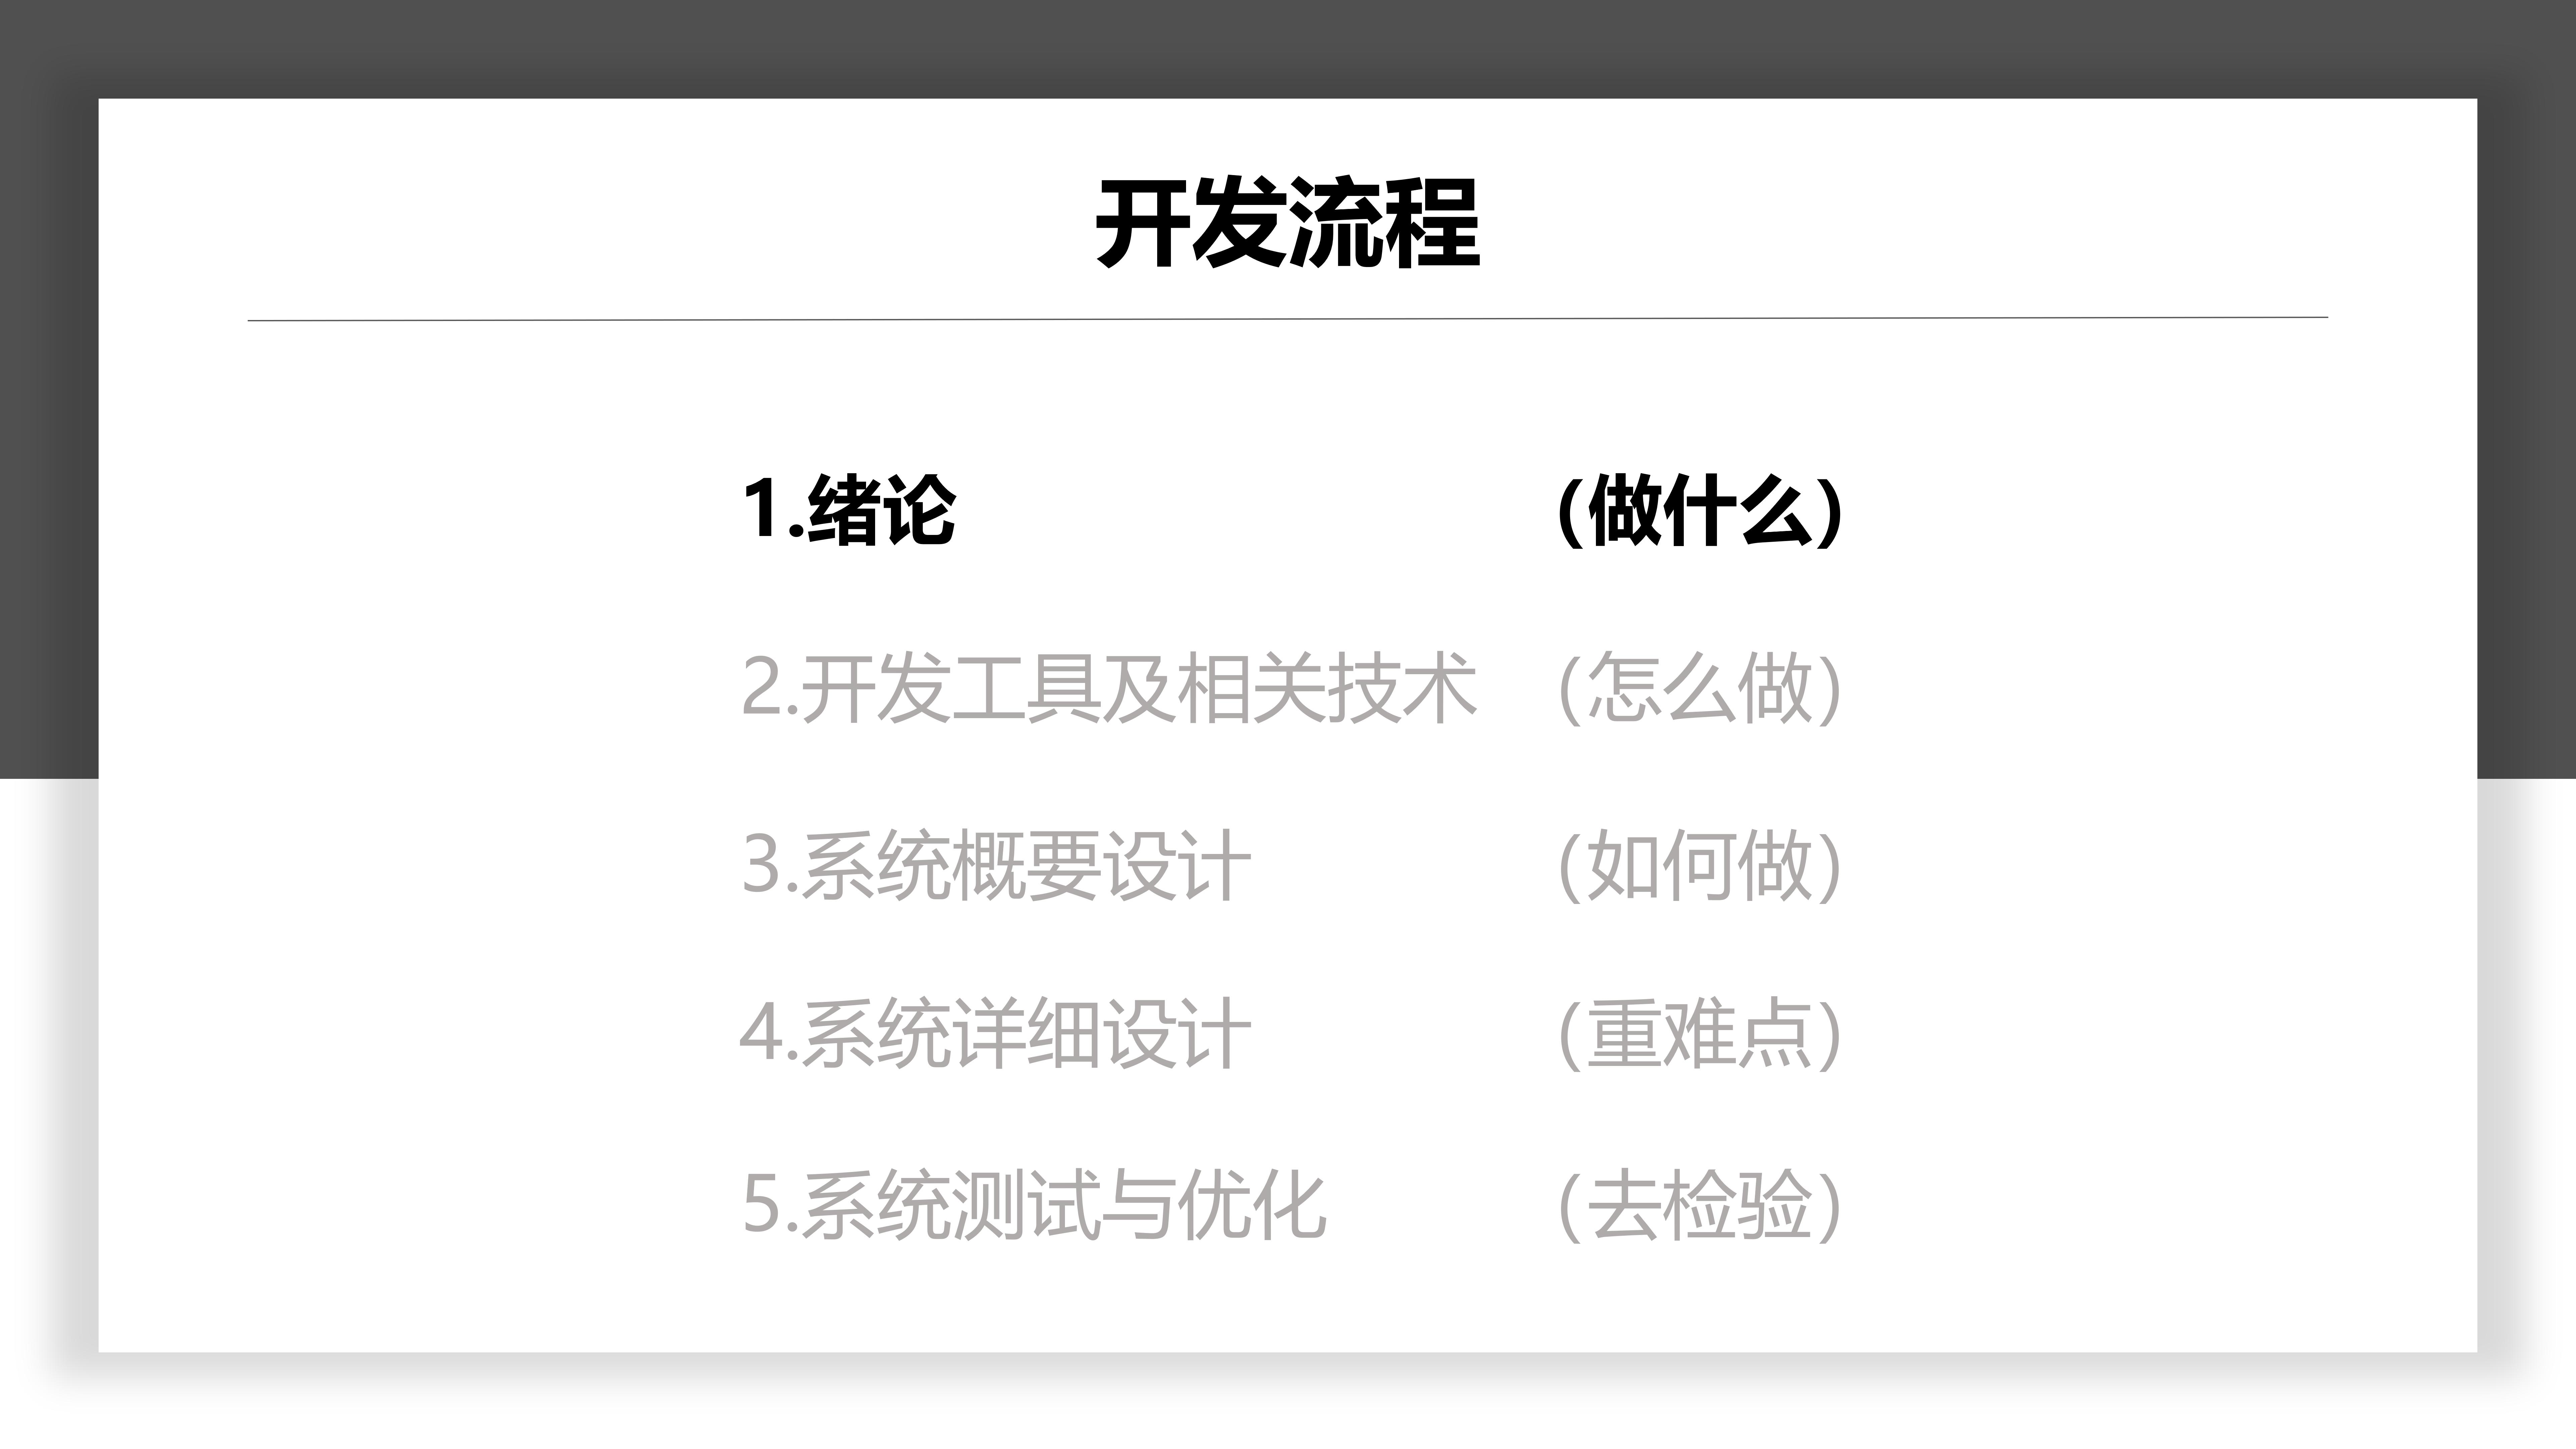 开发流程
1.绪论 (做什么)
2.开发工具及相关技术 (怎么做)
3.系统概要设计 (如何做)
4.系统详细设计 (重难点)
5.系统测试与优化 (去检验)